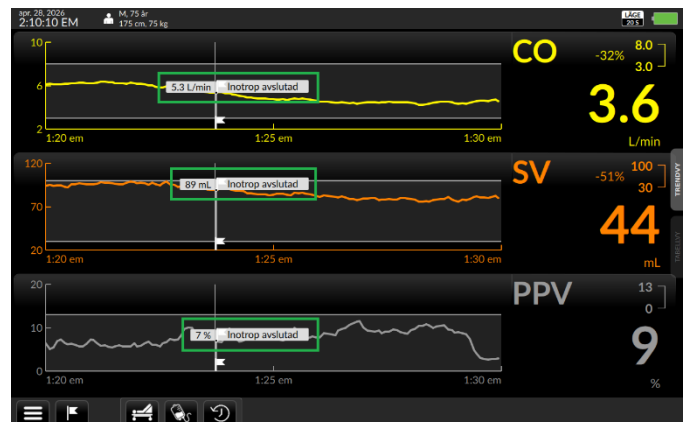 apr. 28, 2026
2:10:10 EM
M, 75 år
175 cm, 75 kg
LÄGE
20 S
10
6
2
5.3 L/min
Inotrop avslutad
1:20 em
1:25 em
1:30 em
CO
-32%
8.0
3.0
3.6
L/min
120
70
20
89 mL
Inotrop avslutad
1:20 em
1:25 em
1:30 em
SV
-51%
100
30
44
mL
TRENDVY
TABELLVY
20
10
0
7 %
Inotrop avslutad
1:20 em
1:25 em
1:30 em
PPV
13
0
9
%